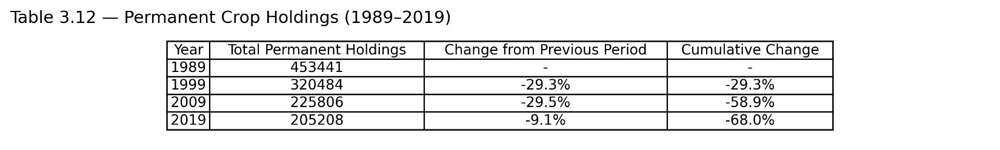 Table 3.12 — Permanent Crop Holdings (1989–2019)
Year Total Permanent Holdings Change from Previous Period Cumulative Change
1989 453441 - -
1999 320484 -29.3% -29.3%
2009 225806 -29.5% -58.9%
2019 205208 -9.1% -68.0%